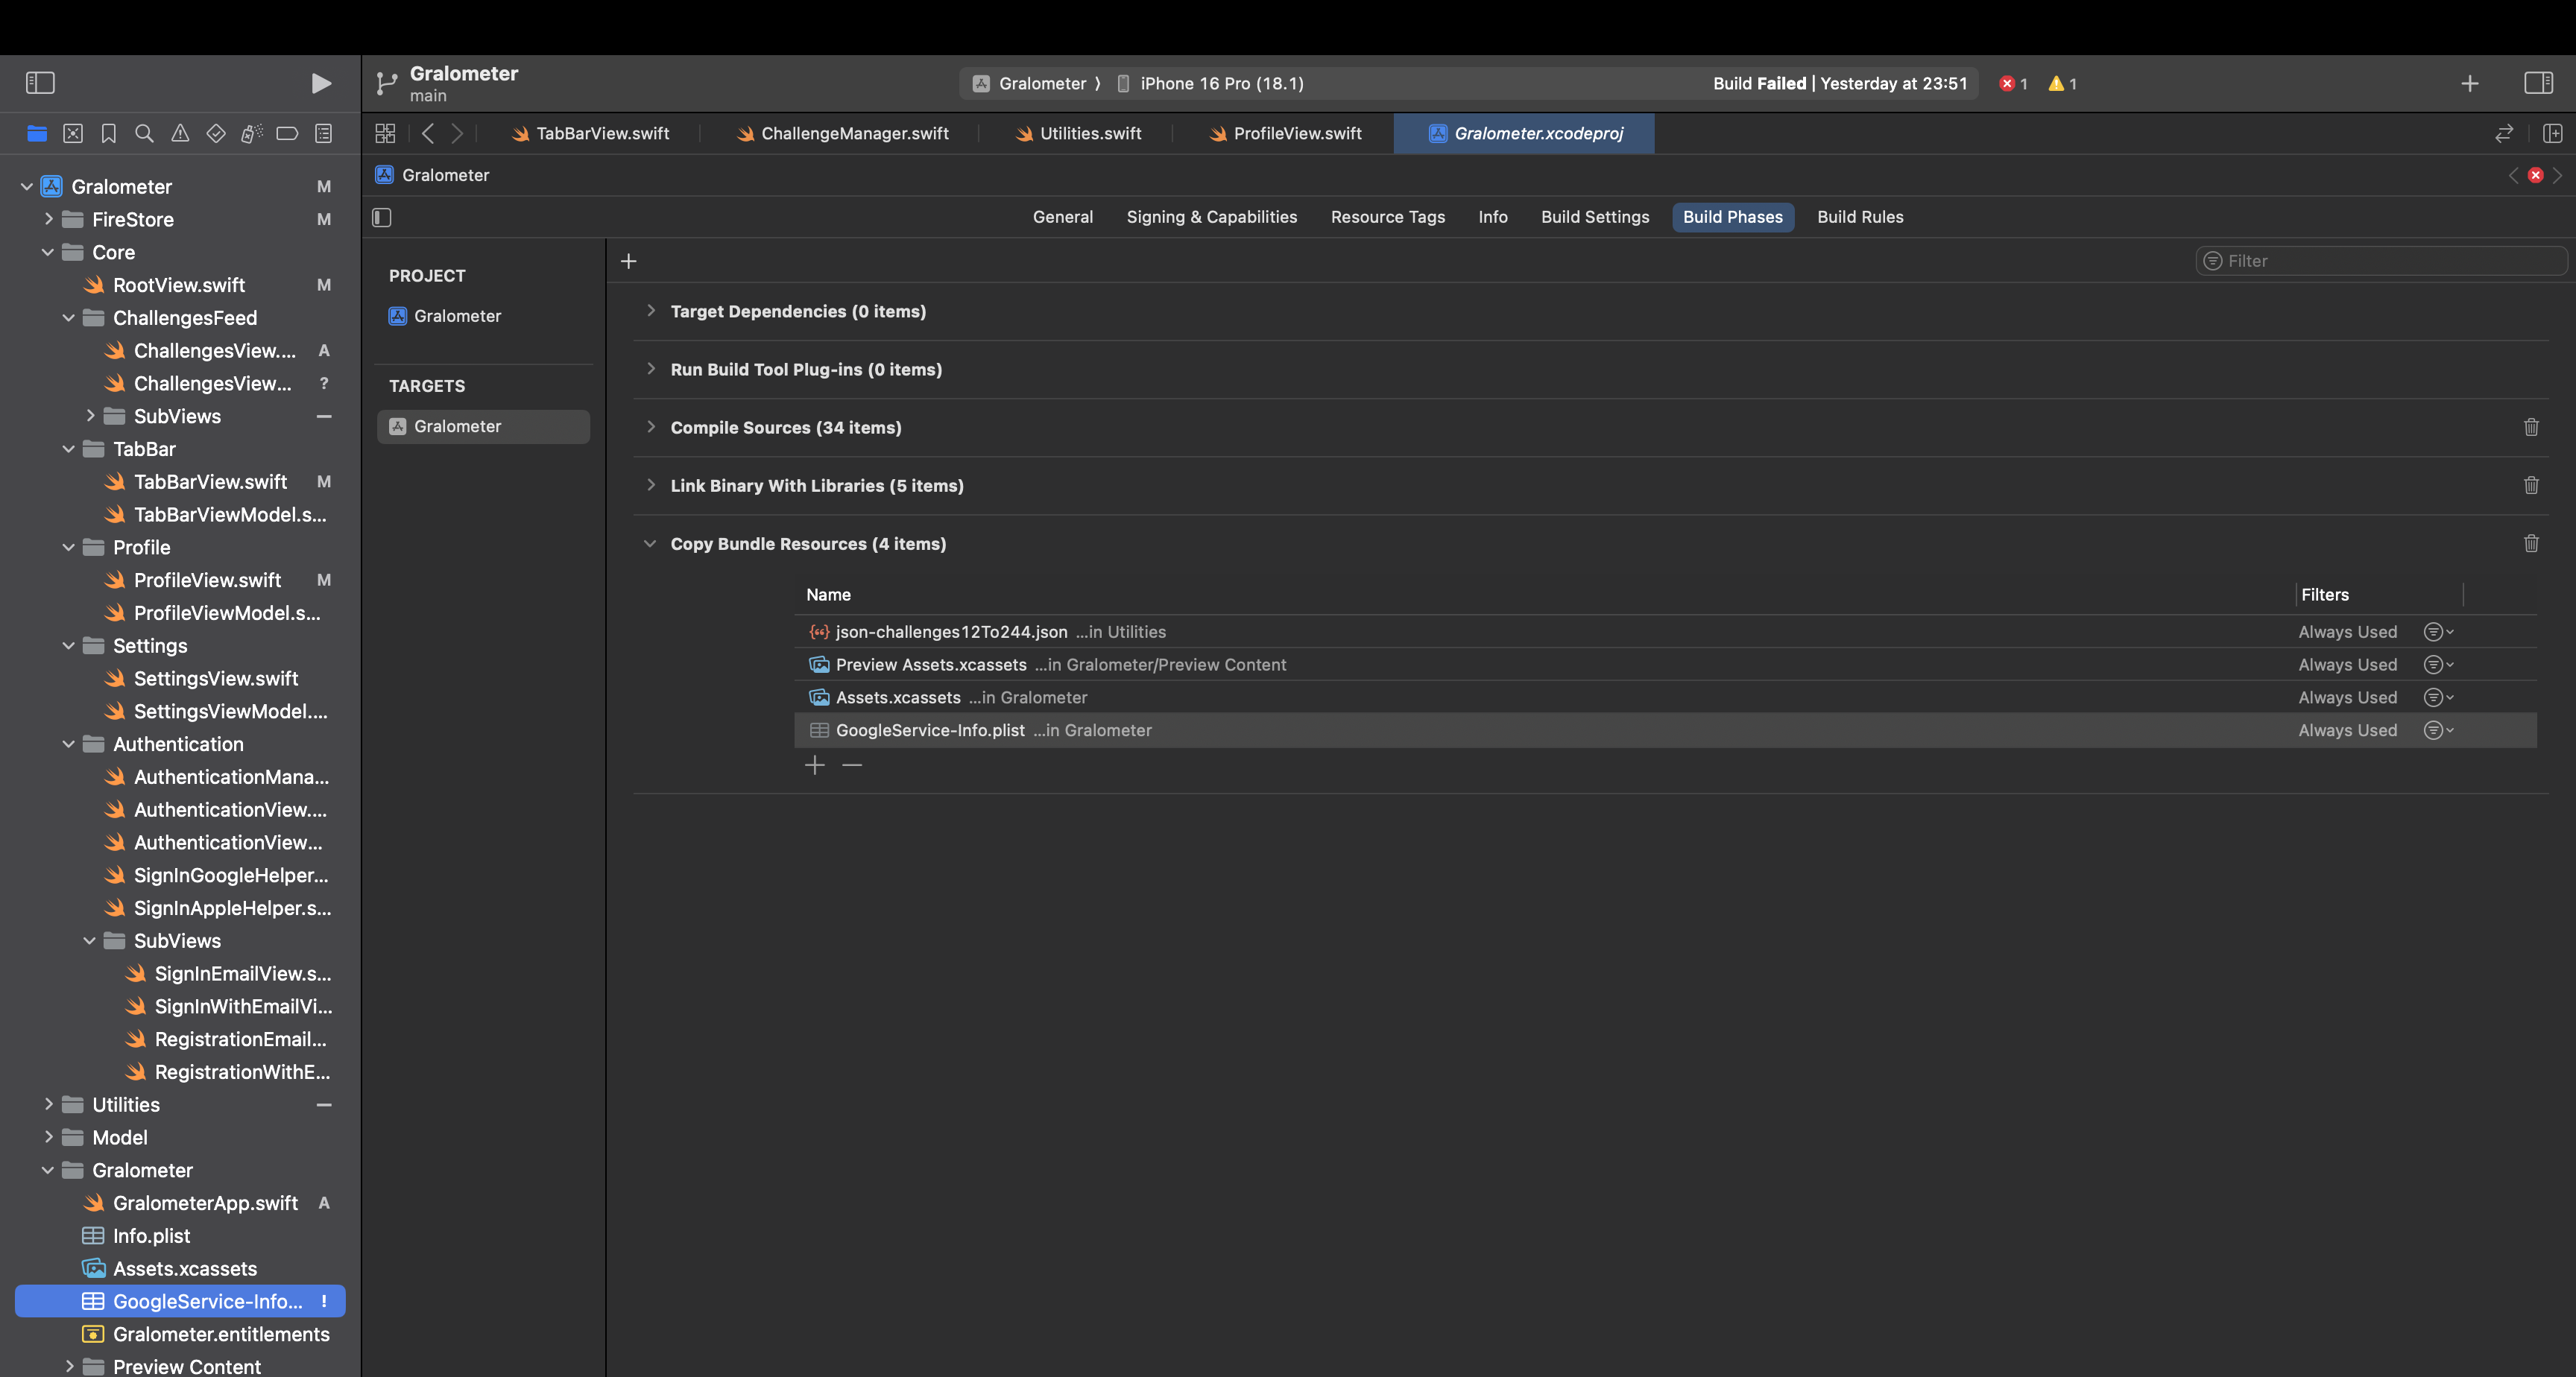 Gralometer
main
Gralometer ⟩ iPhone 16 Pro (18.1)
Build Failed | Yesterday at 23:51
1
1
TabBarView.swift
ChallengeManager.swift
Utilities.swift
ProfileView.swift
Gralometer.xcodeproj
Gralometer M
FireStore M
Core
RootView.swift M
ChallengesFeed
ChallengesView.... A
ChallengesView... ?
SubViews –
TabBar
TabBarView.swift M
TabBarViewModel.s...
Profile
ProfileView.swift M
ProfileViewModel.s...
Settings
SettingsView.swift
SettingsViewModel....
Authentication
AuthenticationMana...
AuthenticationView....
AuthenticationView...
SignInGoogleHelper...
SignInAppleHelper.s...
SubViews
SignInEmailView.s...
SignInWithEmailVi...
RegistrationEmail...
RegistrationWithE...
Utilities –
Model
Gralometer
GralometerApp.swift A
Info.plist
Assets.xcassets
GoogleService-Info... !
Gralometer.entitlements
Preview Content
Gralometer
General
Signing & Capabilities
Resource Tags
Info
Build Settings
Build Phases
Build Rules
PROJECT
Gralometer
TARGETS
Gralometer
Filter
Target Dependencies (0 items)
Run Build Tool Plug-ins (0 items)
Compile Sources (34 items)
Link Binary With Libraries (5 items)
Copy Bundle Resources (4 items)
Name Filters
json-challenges12To244.json ...in Utilities Always Used
Preview Assets.xcassets ...in Gralometer/Preview Content Always Used
Assets.xcassets ...in Gralometer Always Used
GoogleService-Info.plist ...in Gralometer Always Used